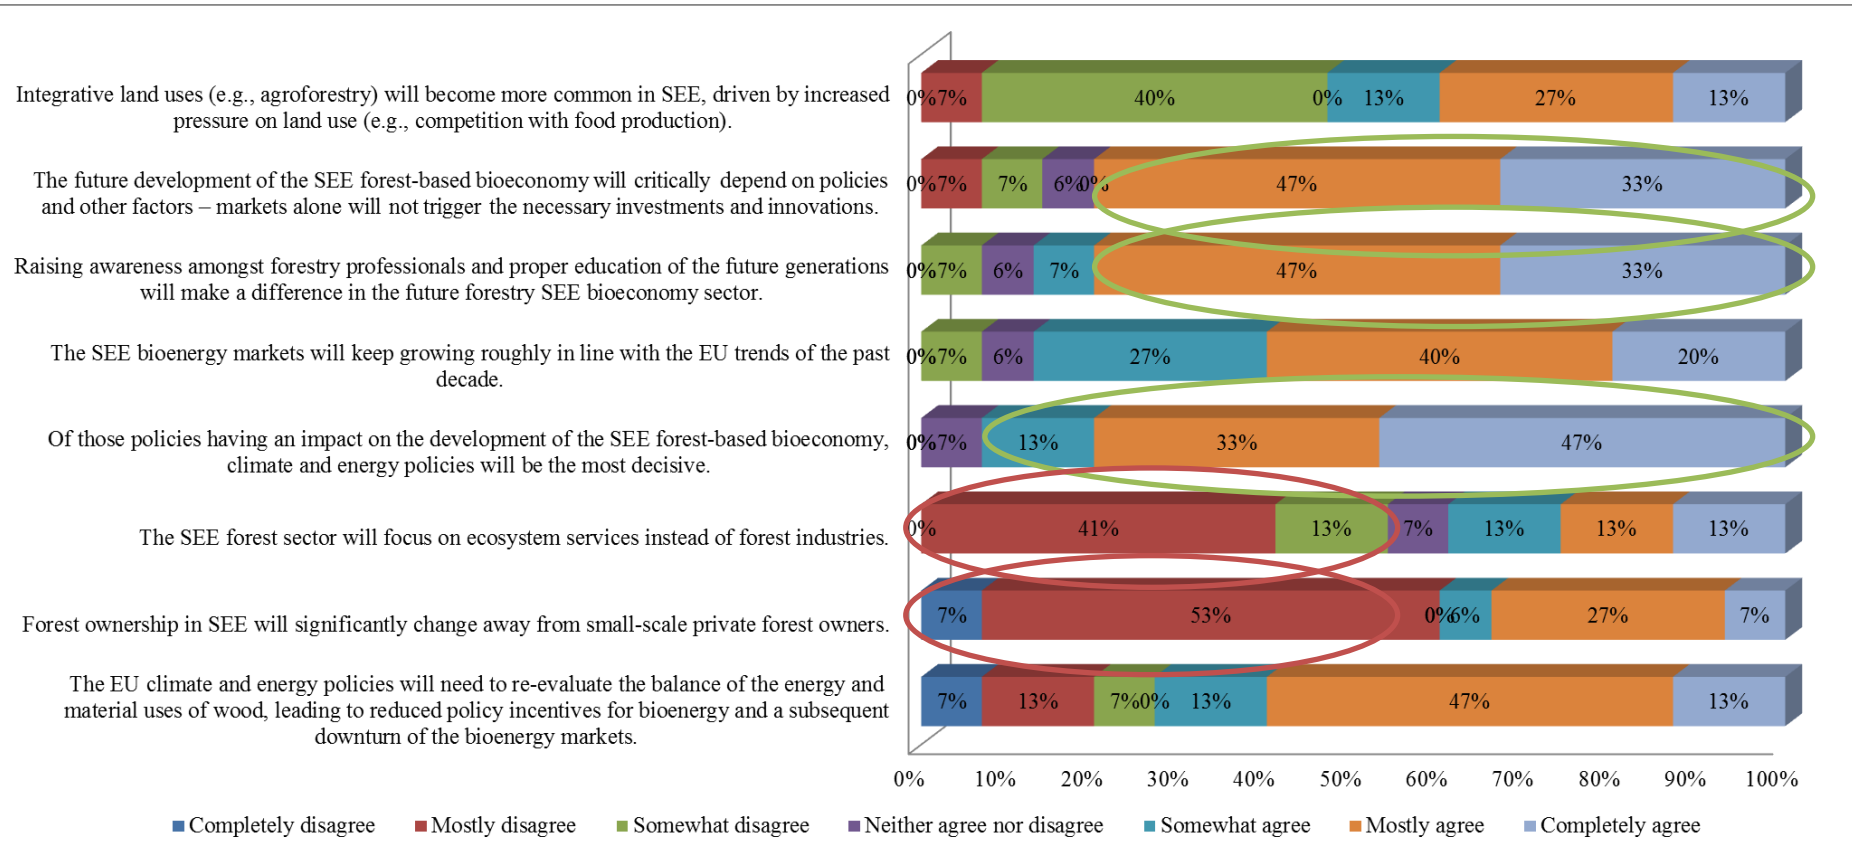 Integrative land uses (e.g., agroforestry) will become more common in SEE, driven by increased
pressure on land use (e.g., competition with food production).
0% 7% 40% 0% 13% 27% 13%
The future development of the SEE forest-based bioeconomy will critically depend on policies
and other factors – markets alone will not trigger the necessary investments and innovations.
0% 7% 7% 6% 0% 47% 33%
Raising awareness amongst forestry professionals and proper education of the future generations
will make a difference in the future forestry SEE bioeconomy sector.
0% 7% 6% 7% 47% 33%
The SEE bioenergy markets will keep growing roughly in line with the EU trends of the past
decade.
0% 7% 6% 27% 40% 20%
Of those policies having an impact on the development of the SEE forest-based bioeconomy,
climate and energy policies will be the most decisive.
0% 7% 13% 33% 47%
The SEE forest sector will focus on ecosystem services instead of forest industries.
0% 41% 13% 7% 13% 13% 13%
Forest ownership in SEE will significantly change away from small-scale private forest owners.
7% 53% 0% 6% 27% 7%
The EU climate and energy policies will need to re-evaluate the balance of the energy and
material uses of wood, leading to reduced policy incentives for bioenergy and a subsequent
downturn of the bioenergy markets.
7% 13% 7% 0% 13% 47% 13%
0% 10% 20% 30% 40% 50% 60% 70% 80% 90% 100%
Completely disagree Mostly disagree Somewhat disagree Neither agree nor disagree Somewhat agree Mostly agree Completely agree